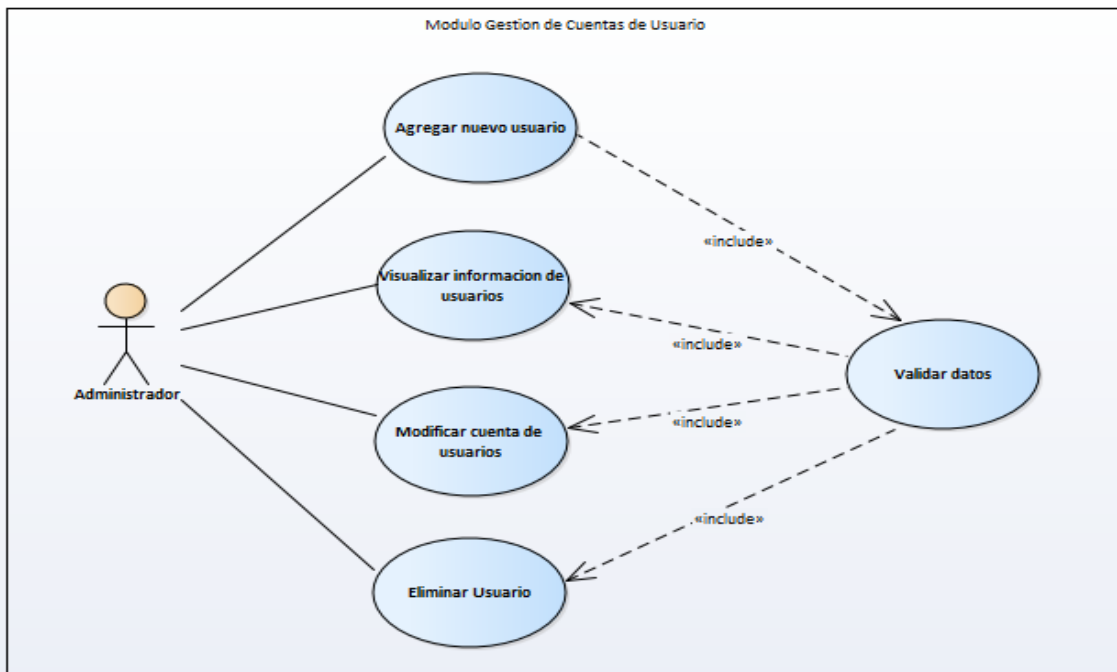 Modulo Gestion de Cuentas de Usuario
Agregar nuevo usuario
«include»
Visualizar informacion de
usuarios
«include»
Validar datos
Administrador
«include»
Modificar cuenta de
usuarios
«include»
Eliminar Usuario